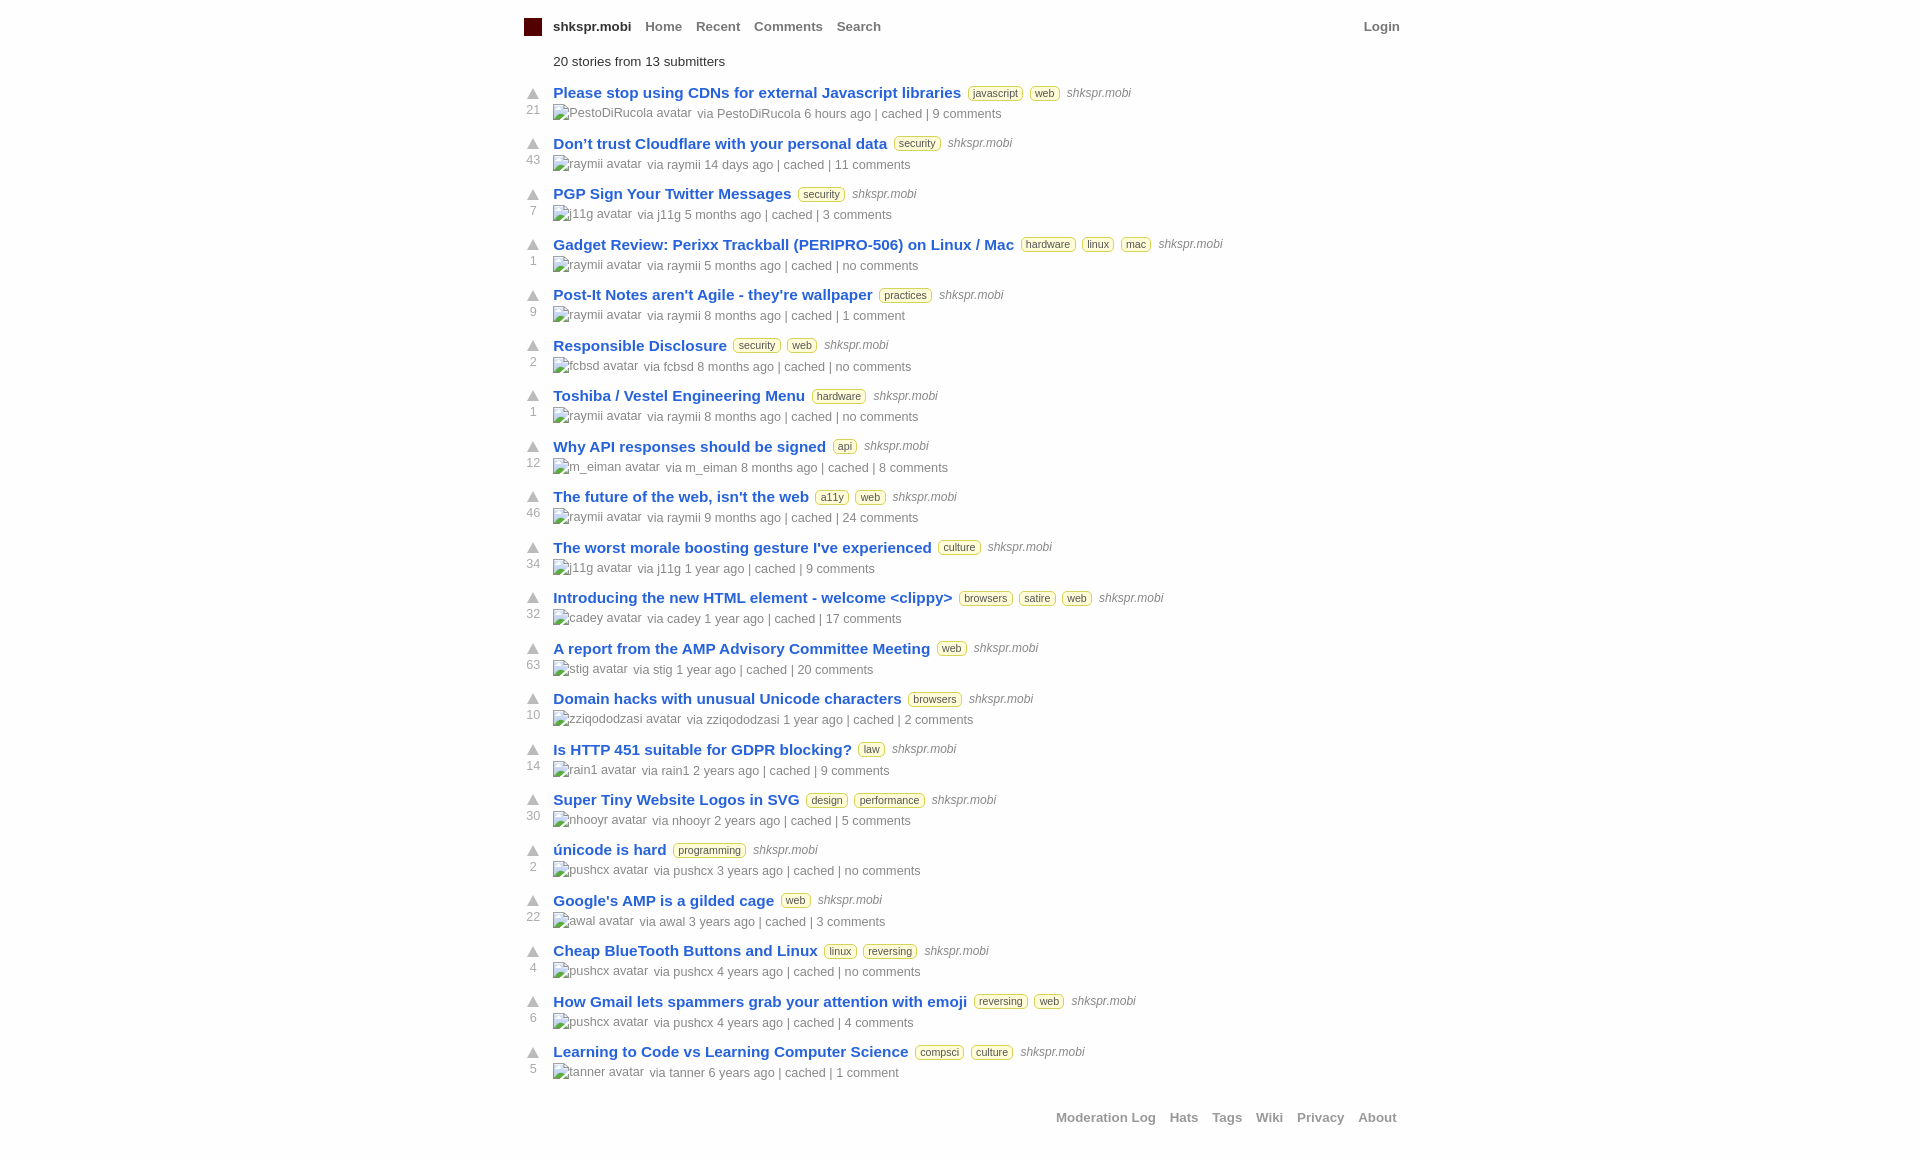 shkspr.mobi Home Recent Comments Search Login
20 stories from 13 submitters
Please stop using CDNs for external Javascript libraries javascript web shkspr.mobi
21 PestoDiRucola avatar via PestoDiRucola 6 hours ago | cached | 9 comments
Don’t trust Cloudflare with your personal data security shkspr.mobi
43 raymii avatar via raymii 14 days ago | cached | 11 comments
PGP Sign Your Twitter Messages security shkspr.mobi
7 j11g avatar via j11g 5 months ago | cached | 3 comments
Gadget Review: Perixx Trackball (PERIPRO-506) on Linux / Mac hardware linux mac shkspr.mobi
1 raymii avatar via raymii 5 months ago | cached | no comments
Post-It Notes aren't Agile - they're wallpaper practices shkspr.mobi
9 raymii avatar via raymii 8 months ago | cached | 1 comment
Responsible Disclosure security web shkspr.mobi
2 fcbsd avatar via fcbsd 8 months ago | cached | no comments
Toshiba / Vestel Engineering Menu hardware shkspr.mobi
1 raymii avatar via raymii 8 months ago | cached | no comments
Why API responses should be signed api shkspr.mobi
12 m_eiman avatar via m_eiman 8 months ago | cached | 8 comments
The future of the web, isn't the web a11y web shkspr.mobi
46 raymii avatar via raymii 9 months ago | cached | 24 comments
The worst morale boosting gesture I've experienced culture shkspr.mobi
34 j11g avatar via j11g 1 year ago | cached | 9 comments
Introducing the new HTML element - welcome <clippy> browsers satire web shkspr.mobi
32 cadey avatar via cadey 1 year ago | cached | 17 comments
A report from the AMP Advisory Committee Meeting web shkspr.mobi
63 stig avatar via stig 1 year ago | cached | 20 comments
Domain hacks with unusual Unicode characters browsers shkspr.mobi
10 zziqododzasi avatar via zziqododzasi 1 year ago | cached | 2 comments
Is HTTP 451 suitable for GDPR blocking? law shkspr.mobi
14 rain1 avatar via rain1 2 years ago | cached | 9 comments
Super Tiny Website Logos in SVG design performance shkspr.mobi
30 nhooyr avatar via nhooyr 2 years ago | cached | 5 comments
únicode is hard programming shkspr.mobi
2 pushcx avatar via pushcx 3 years ago | cached | no comments
Google's AMP is a gilded cage web shkspr.mobi
22 awal avatar via awal 3 years ago | cached | 3 comments
Cheap BlueTooth Buttons and Linux linux reversing shkspr.mobi
4 pushcx avatar via pushcx 4 years ago | cached | no comments
How Gmail lets spammers grab your attention with emoji reversing web shkspr.mobi
6 pushcx avatar via pushcx 4 years ago | cached | 4 comments
Learning to Code vs Learning Computer Science compsci culture shkspr.mobi
5 tanner avatar via tanner 6 years ago | cached | 1 comment
Moderation Log Hats Tags Wiki Privacy About